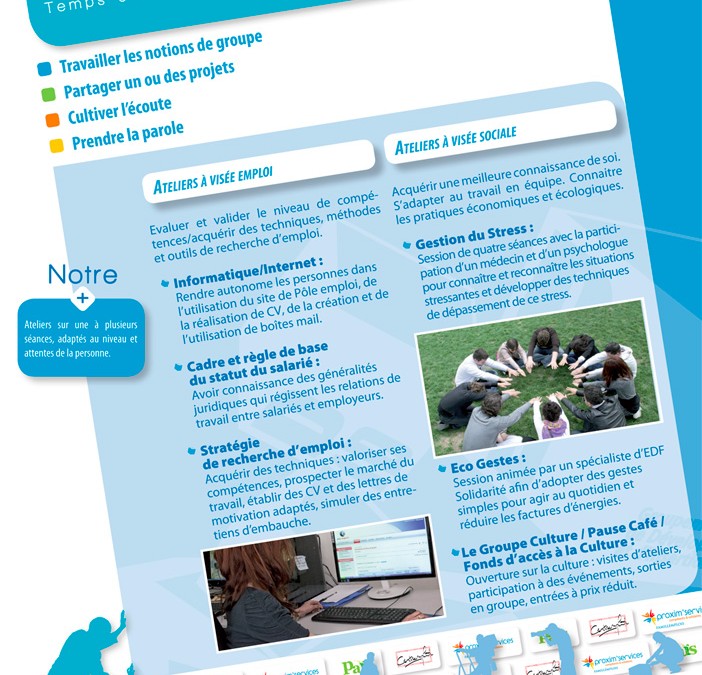 Temps
Travailler les notions de groupe
Partager un ou des projets
Cultiver l'écoute
Prendre la parole
ATELIERS À VISÉE EMPLOI
Evaluer et valider le niveau de compé-
tences/acquérir des techniques, méthodes
et outils de recherche d'emploi.
Informatique/Internet :
Rendre autonome les personnes dans
l'utilisation du site de Pôle emploi, de
la réalisation de CV, de la création et de
l'utilisation de boîtes mail.
Cadre et règle de base
du statut du salarié :
Avoir connaissance des généralités
juridiques qui régissent les relations de
travail entre salariés et employeurs.
Stratégie
de recherche d'emploi :
Acquérir des techniques : valoriser ses
compétences, prospecter le marché du
travail, établir des CV et des lettres de
motivation adaptés, simuler des entre-
tiens d'embauche.
ATELIERS À VISÉE SOCIALE
Acquérir une meilleure connaissance de soi.
S'adapter au travail en équipe. Connaitre
les pratiques économiques et écologiques.
Gestion du Stress :
Session de quatre séances avec la partici-
pation d'un médecin et d'un psychologue
pour connaître et reconnaître les situations
stressantes et développer des techniques
de dépassement de ce stress.
Eco Gestes :
Session animée par un spécialiste d'EDF
Solidarité afin d'adopter des gestes
simples pour agir au quotidien et
réduire les factures d'énergies.
Le Groupe Culture / Pause Café /
Fonds d'accès à la Culture :
Ouverture sur la culture : visites d'ateliers,
participation à des événements, sorties
en groupe, entrées à prix réduit.
Notre
+
Ateliers sur une à plusieurs
séances, adaptés au niveau et
attentes de la personne.
proxim'services
proxim'services
proxim'services